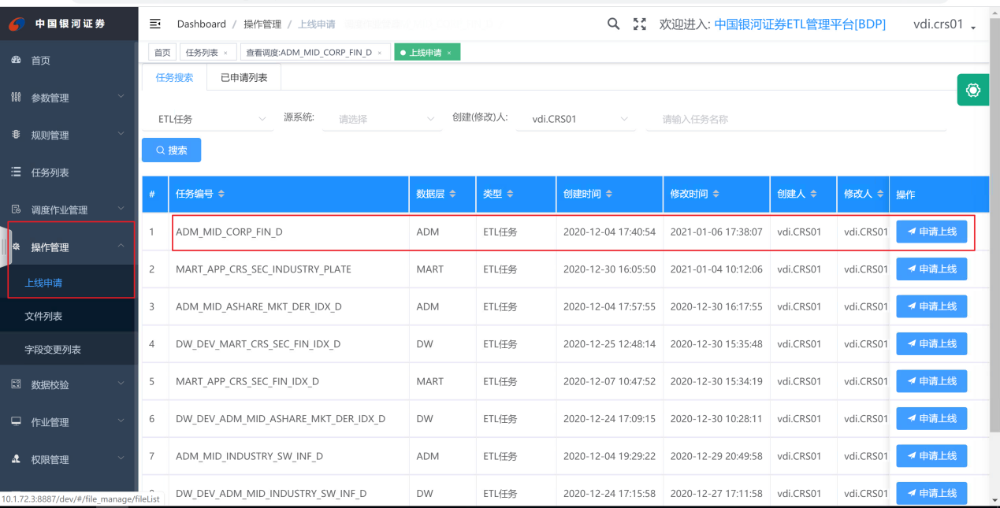 中国银河证券
Dashboard / 操作管理 / 上线申请
欢迎进入: 中国银河证券ETL管理平台[BDP]
vdi.crs01
首页
任务列表 ×
查看调度:ADM_MID_CORP_FIN_D ×
上线申请 ×
首页
参数管理
规则管理
任务列表
调度作业管理
操作管理
上线申请
文件列表
字段变更列表
数据校验
作业管理
权限管理
10.1.72.3:8887/dev/#/file_manage/fileList
任务搜索
已申请列表
ETL任务
源系统:
请选择
创建(修改)人:
vdi.CRS01
请输入任务名称
搜索
# 任务编号 数据层 类型 创建时间 修改时间 创建人 修改人 操作
1 ADM_MID_CORP_FIN_D ADM ETL任务 2020-12-04 17:40:54 2021-01-06 17:38:07 vdi.CRS01 vdi.CRS01 申请上线
2 MART_APP_CRS_SEC_INDUSTRY_PLATE MART ETL任务 2020-12-30 16:05:50 2021-01-04 10:12:06 vdi.CRS01 vdi.CRS01 申请上线
3 ADM_MID_ASHARE_MKT_DER_IDX_D ADM ETL任务 2020-12-04 17:57:55 2020-12-30 16:17:55 vdi.CRS01 vdi.CRS01 申请上线
4 DW_DEV_MART_CRS_SEC_FIN_IDX_D DW ETL任务 2020-12-25 12:48:14 2020-12-30 15:35:48 vdi.CRS01 vdi.CRS01 申请上线
5 MART_APP_CRS_SEC_FIN_IDX_D MART ETL任务 2020-12-07 10:47:52 2020-12-30 15:34:19 vdi.CRS01 vdi.CRS01 申请上线
6 DW_DEV_ADM_MID_ASHARE_MKT_DER_IDX_D DW ETL任务 2020-12-24 17:09:15 2020-12-30 10:28:11 vdi.CRS01 vdi.CRS01 申请上线
7 ADM_MID_INDUSTRY_SW_INF_D ADM ETL任务 2020-12-04 19:29:22 2020-12-29 20:49:58 vdi.CRS01 vdi.CRS01 申请上线
DW_DEV_ADM_MID_INDUSTRY_SW_INF_D DW ETL任务 2020-12-24 17:15:58 2020-12-27 17:11:58 vdi.CRS01 vdi.CRS01 申请上线